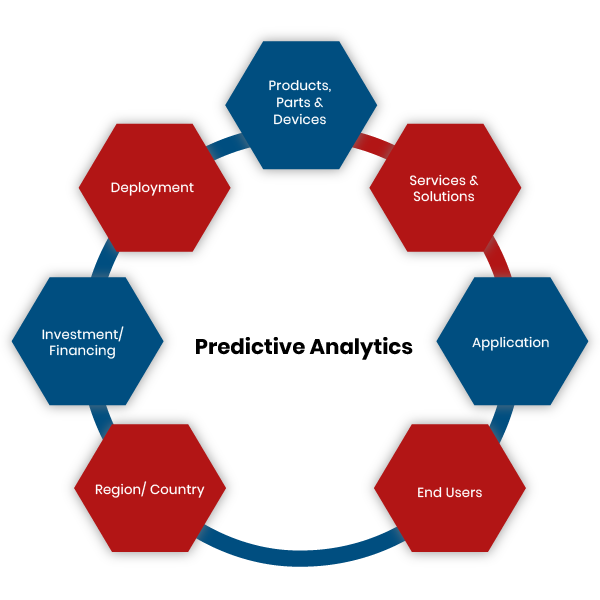 Products,
Parts &
Devices
Deployment
Services &
Solutions
Investment/
Financing
Predictive Analytics
Application
Region/ Country
End Users